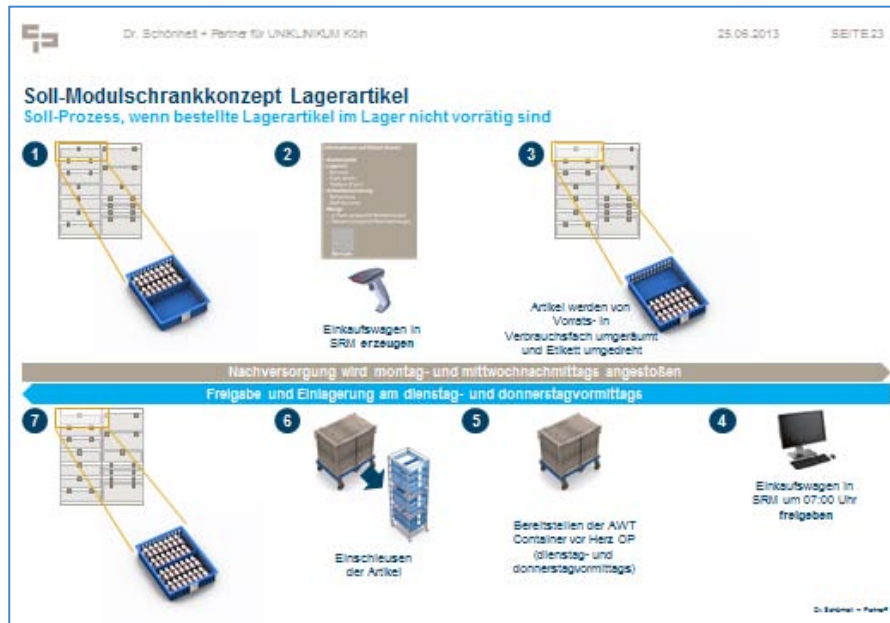 Dr. Schönheit + Partner für UNIKLINIKUM Köln
25.06.2013
SEITE 23
Soll-Modulschrankkonzept Lagerartikel
Soll-Prozess, wenn bestellte Lagerartikel im Lager nicht vorrätig sind
1
2
3
Einkaufswagen in
SRM erzeugen
Artikel werden von
Vorrats- in
Verbrauchsfach umgeräumt
und Etikett umgedreht
Nachversorgung wird montag- und mittwochnachmittags angestoßen
Freigabe und Einlagerung am dienstag- und donnerstagvormittags
7
6
5
4
Einschleusen
der Artikel
Bereitstellen der AWT
Container vor Herz OP
(dienstag- und
donnerstagvormittags)
Einkaufswagen in
SRM um 07:00 Uhr
freigeben
Dr. Schönheit + Partner